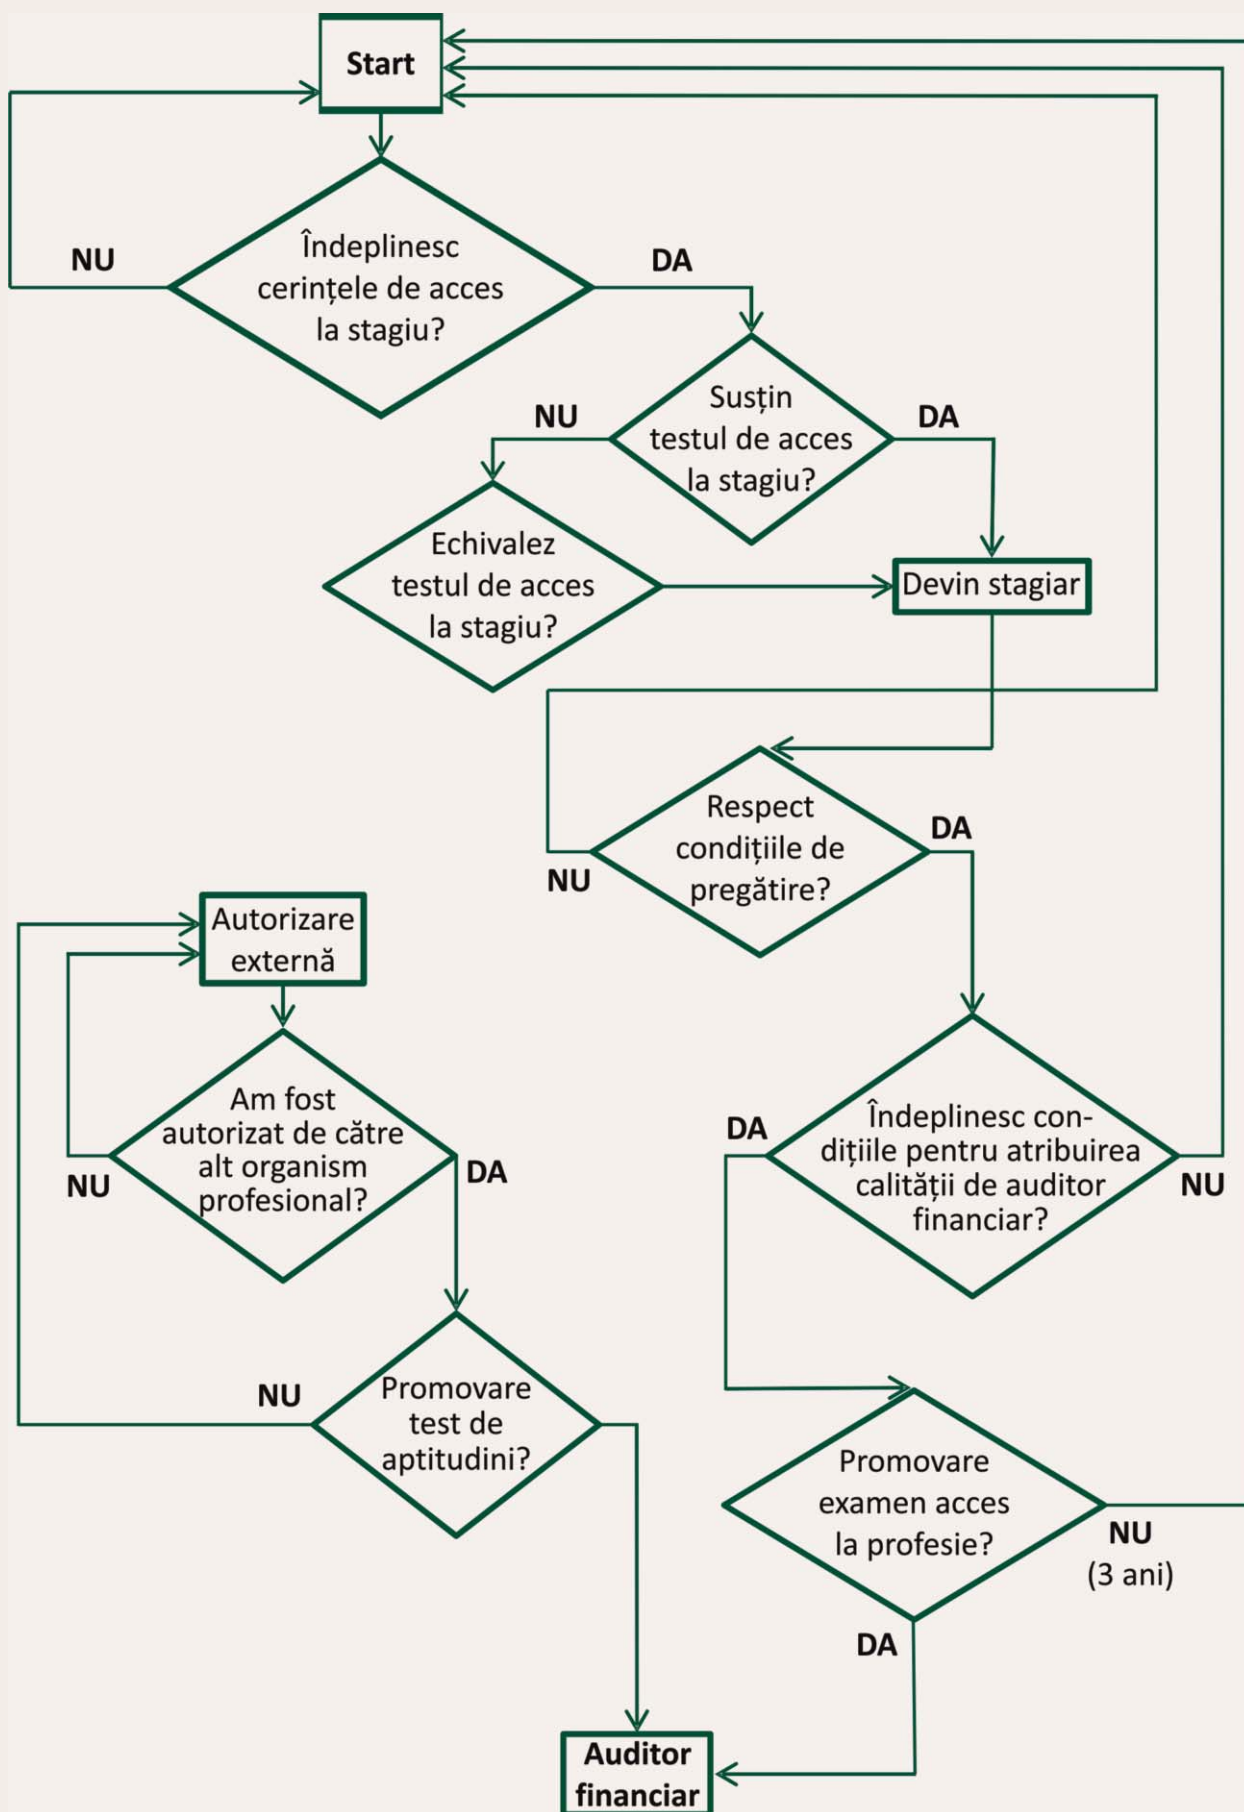 Start
NU
DA
Îndeplinesc
cerințele de acces
la stagiu?
NU
DA
Susțin
testul de acces
la stagiu?
Echivalez
testul de acces
la stagiu?
Devin stagiar
Respect
condițiile de
pregătire?
DA
NU
Autorizare
externă
Am fost
autorizat de către
alt organism
profesional?
NU
DA
DA
Îndeplinesc con-
dițiile pentru atribuirea
calității de auditor
financiar?
NU
NU
Promovare
test de
aptitudini?
Promovare
examen acces
la profesie?
NU
(3 ani)
DA
Auditor
financiar